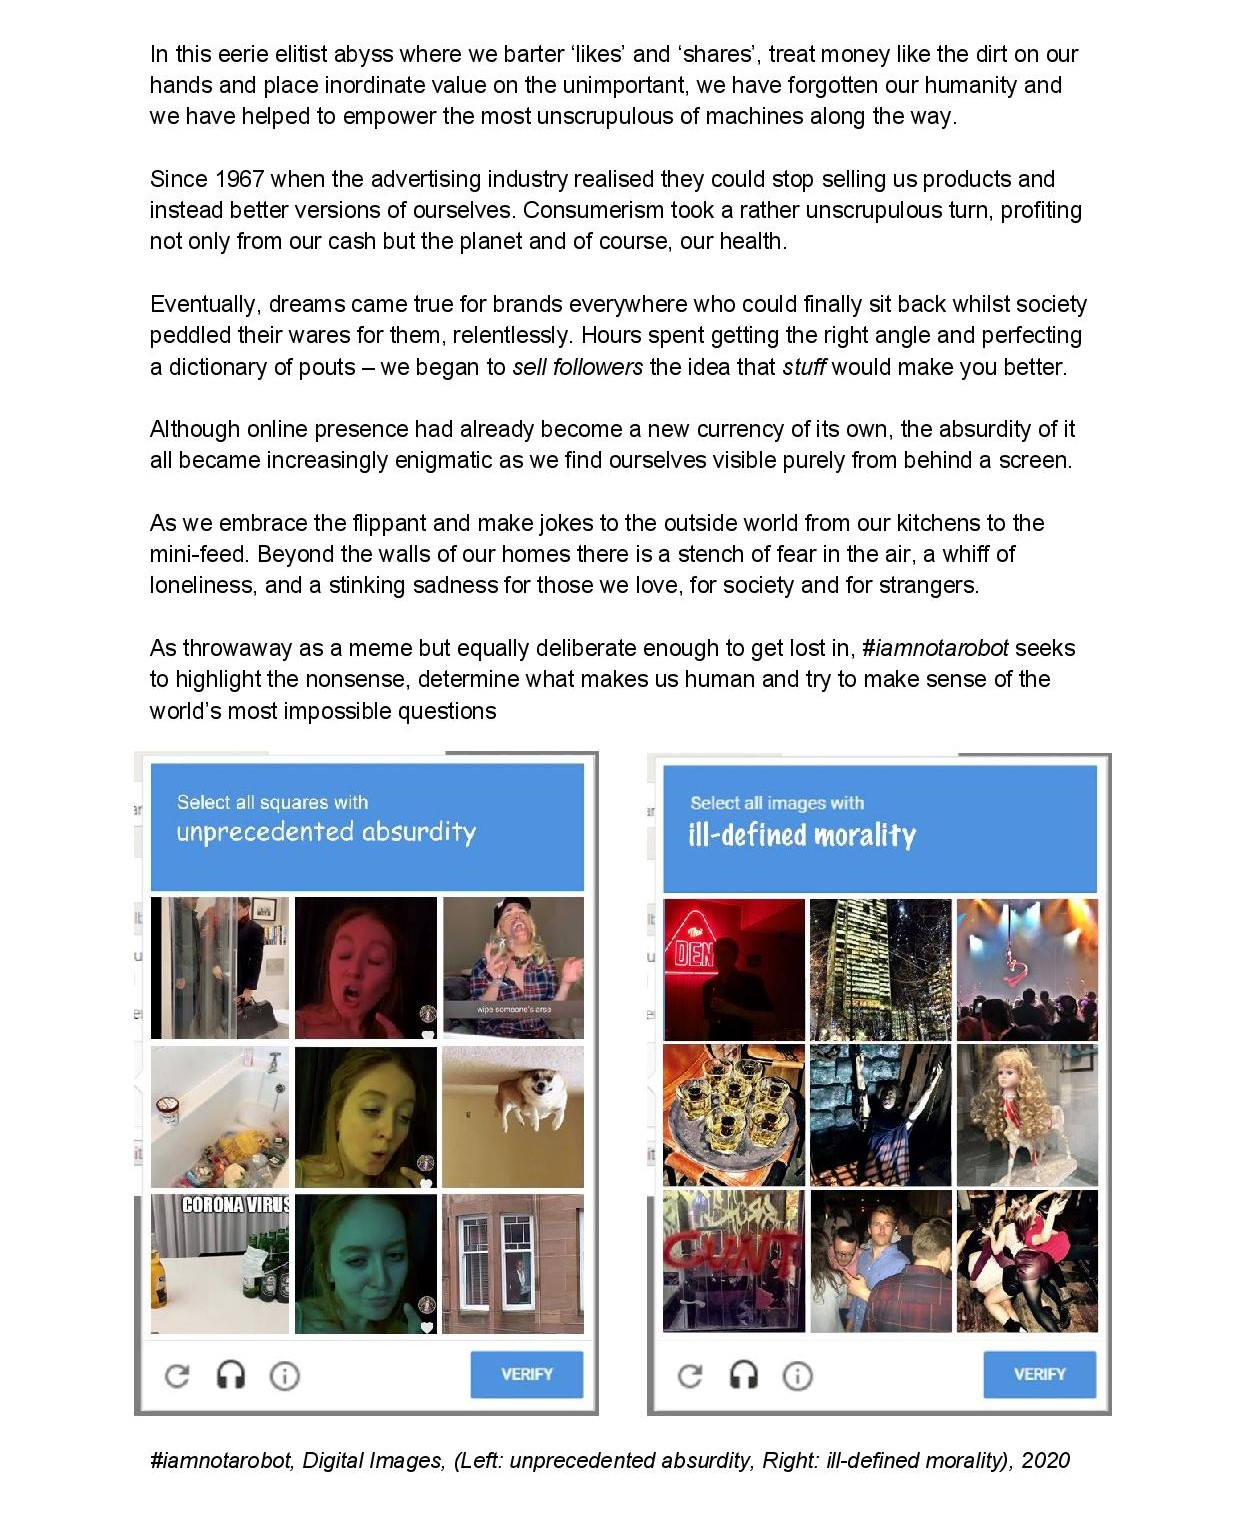 In this eerie elitist abyss where we barter ‘likes’ and ‘shares’, treat money like the dirt on our
hands and place inordinate value on the unimportant, we have forgotten our humanity and
we have helped to empower the most unscrupulous of machines along the way.
Since 1967 when the advertising industry realised they could stop selling us products and
instead better versions of ourselves. Consumerism took a rather unscrupulous turn, profiting
not only from our cash but the planet and of course, our health.
Eventually, dreams came true for brands everywhere who could finally sit back whilst society
peddled their wares for them, relentlessly. Hours spent getting the right angle and perfecting
a dictionary of pouts – we began to sell followers the idea that stuff would make you better.
Although online presence had already become a new currency of its own, the absurdity of it
all became increasingly enigmatic as we find ourselves visible purely from behind a screen.
As we embrace the flippant and make jokes to the outside world from our kitchens to the
mini-feed. Beyond the walls of our homes there is a stench of fear in the air, a whiff of
loneliness, and a stinking sadness for those we love, for society and for strangers.
As throwaway as a meme but equally deliberate enough to get lost in, #iamnotarobot seeks
to highlight the nonsense, determine what makes us human and try to make sense of the
world’s most impossible questions
Select all squares with
unprecedented absurdity
wipe someone's arse
CORONA VIRUS
VERIFY
Select all images with
ill-defined morality
The
DEN
CUNT
VERIFY
#iamnotarobot, Digital Images, (Left: unprecedented absurdity, Right: ill-defined morality), 2020